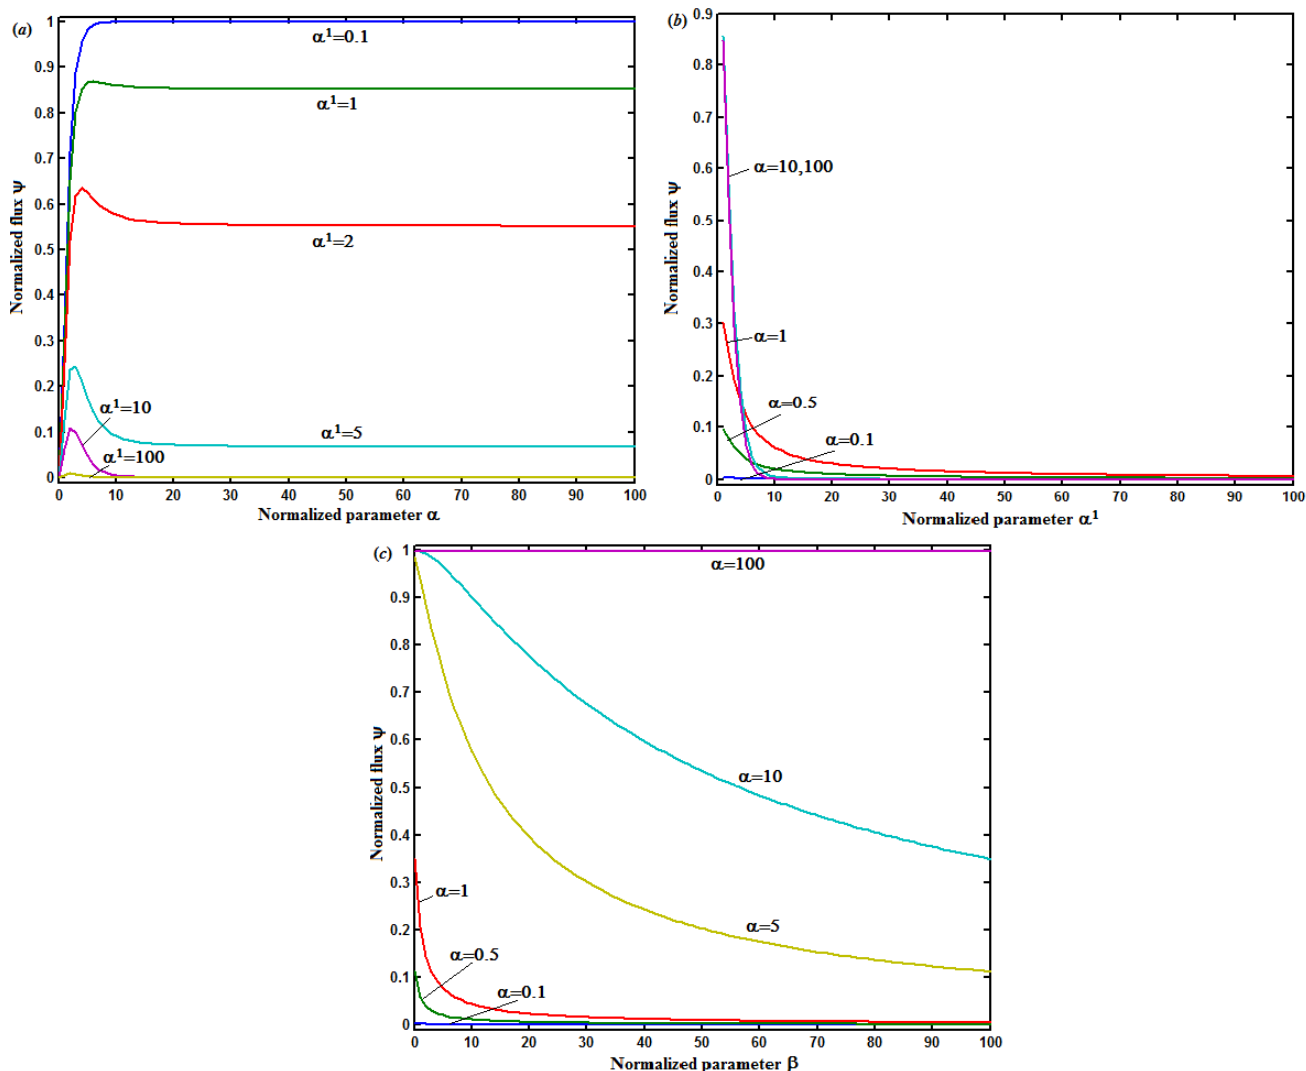 (a)
Normalized flux ψ
1
0.9
0.8
0.7
0.6
0.5
0.4
0.3
0.2
0.1
0
α¹=0.1
α¹=1
α¹=2
α¹=10
α¹=5
α¹=100
0 10 20 30 40 50 60 70 80 90 100
Normalized parameter α
(b)
Normalized flux ψ
0.9
0.8
0.7
0.6
0.5
0.4
0.3
0.2
0.1
0
α=10,100
α=1
α=0.5
α=0.1
0 10 20 30 40 50 60 70 80 90 100
Normalized parameter α¹
(c)
Normalized flux ψ
1
0.9
0.8
0.7
0.6
0.5
0.4
0.3
0.2
0.1
0
α=100
α=10
α=1
α=5
α=0.5
α=0.1
0 10 20 30 40 50 60 70 80 90 100
Normalized parameter β